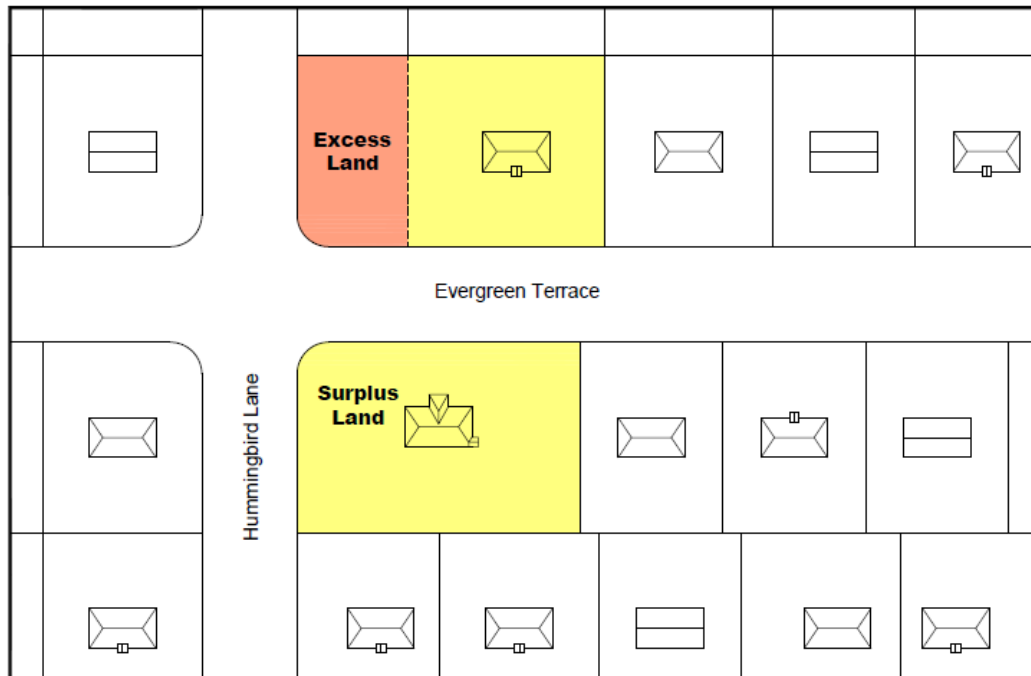 Excess
Land
Evergreen Terrace
Surplus
Land
Hummingbird Lane